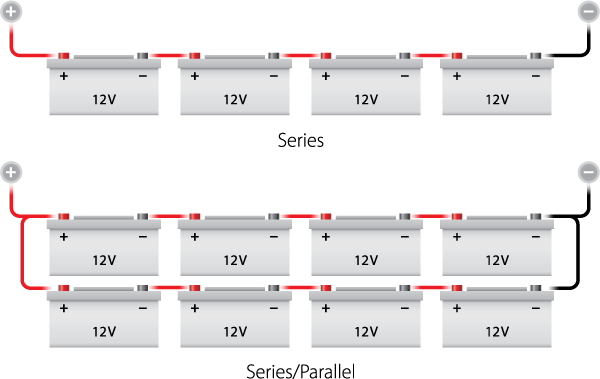 + −
+ − + − + − + −
12V 12V 12V 12V
Series
+ −
+ − + − + − + −
12V 12V 12V 12V
+ − + − + − + −
12V 12V 12V 12V
Series/Parallel